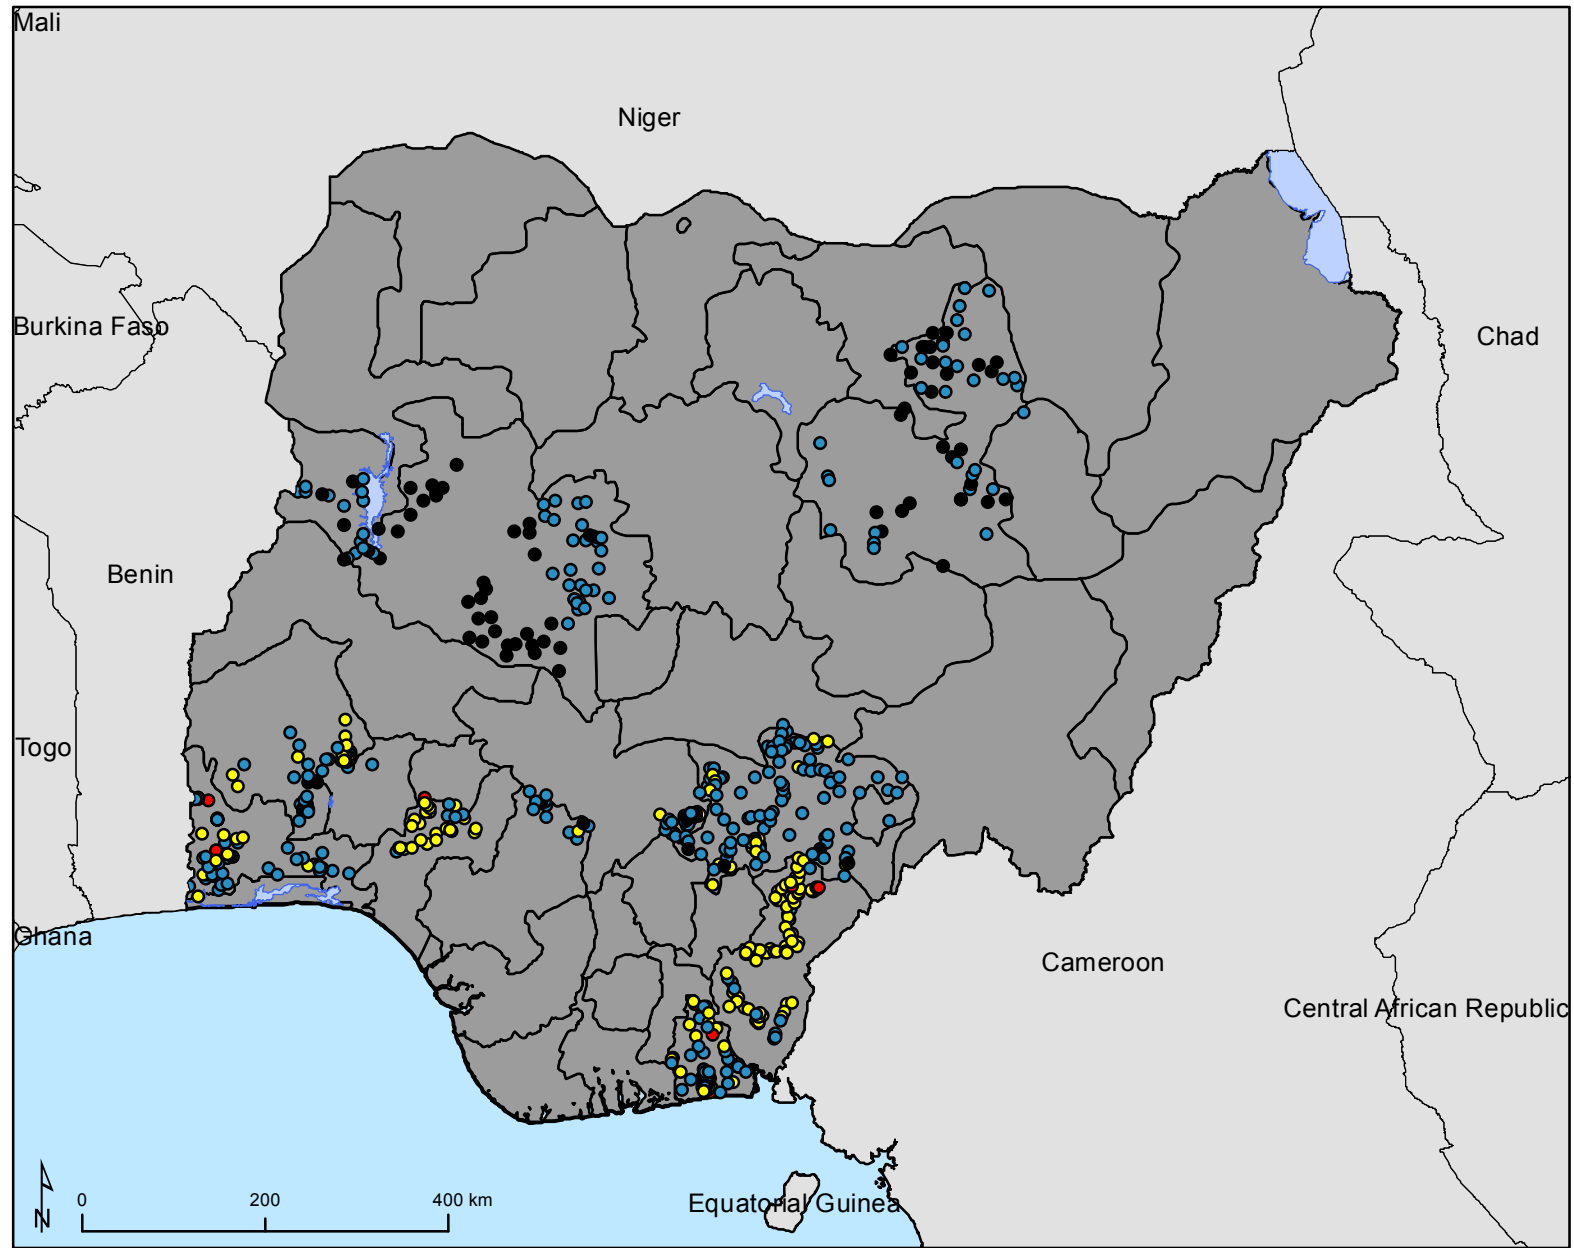 Mali
Niger
Burkina Faso
Chad
Benin
Togo
Ghana
Cameroon
Central African Republic
Equatorial Guinea
N
0 200 400 km